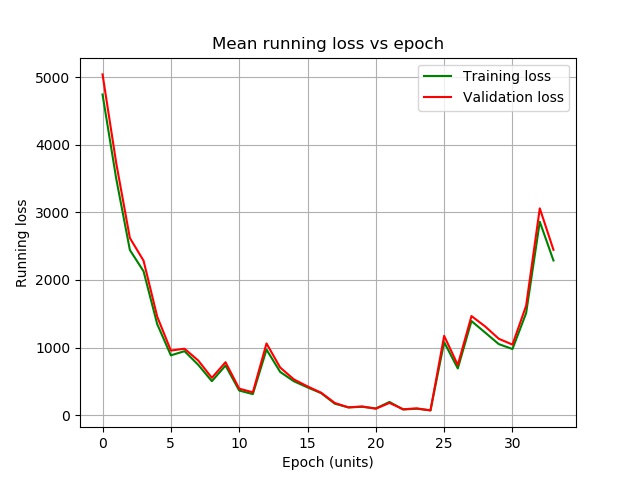 Mean running loss vs epoch
Training loss
Validation loss
5000
4000
3000
2000
1000
0
Running loss
0 5 10 15 20 25 30
Epoch (units)